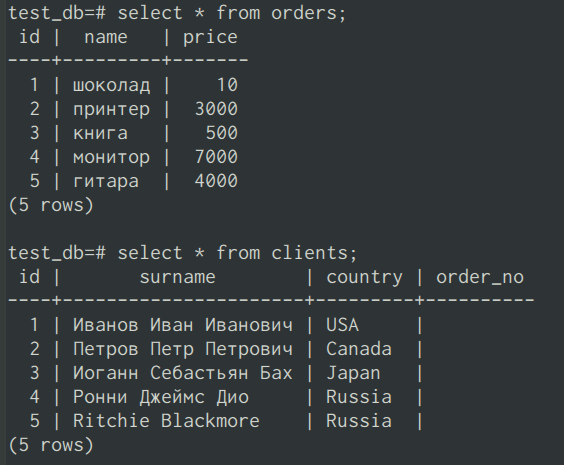 test_db=# select * from orders;
 id |  name   | price
----+---------+-------
  1 | шоколад |    10
  2 | принтер |  3000
  3 | книга   |   500
  4 | монитор |  7000
  5 | гитара  |  4000
(5 rows)

test_db=# select * from clients;
 id |       surname        | country | order_no
----+----------------------+---------+----------
  1 | Иванов Иван Иванович | USA     |
  2 | Петров Петр Петрович | Canada  |
  3 | Иоганн Себастьян Бах | Japan   |
  4 | Ронни Джеймс Дио     | Russia  |
  5 | Ritchie Blackmore    | Russia  |
(5 rows)